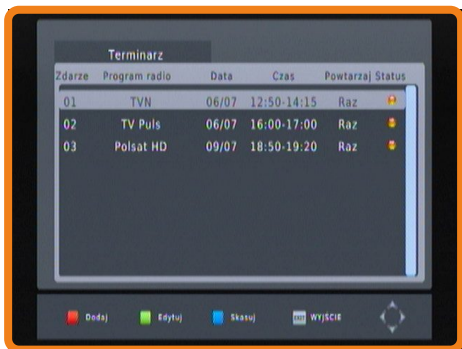 Terminarz
Zdarze Program radio Data Czas Powtarzaj Status
01 TVN 06/07 12:50-14:15 Raz
02 TV Puls 06/07 16:00-17:00 Raz
03 Polsat HD 09/07 18:50-19:20 Raz
Dodaj Edytuj Skasuj EXIT WYJŚCIE